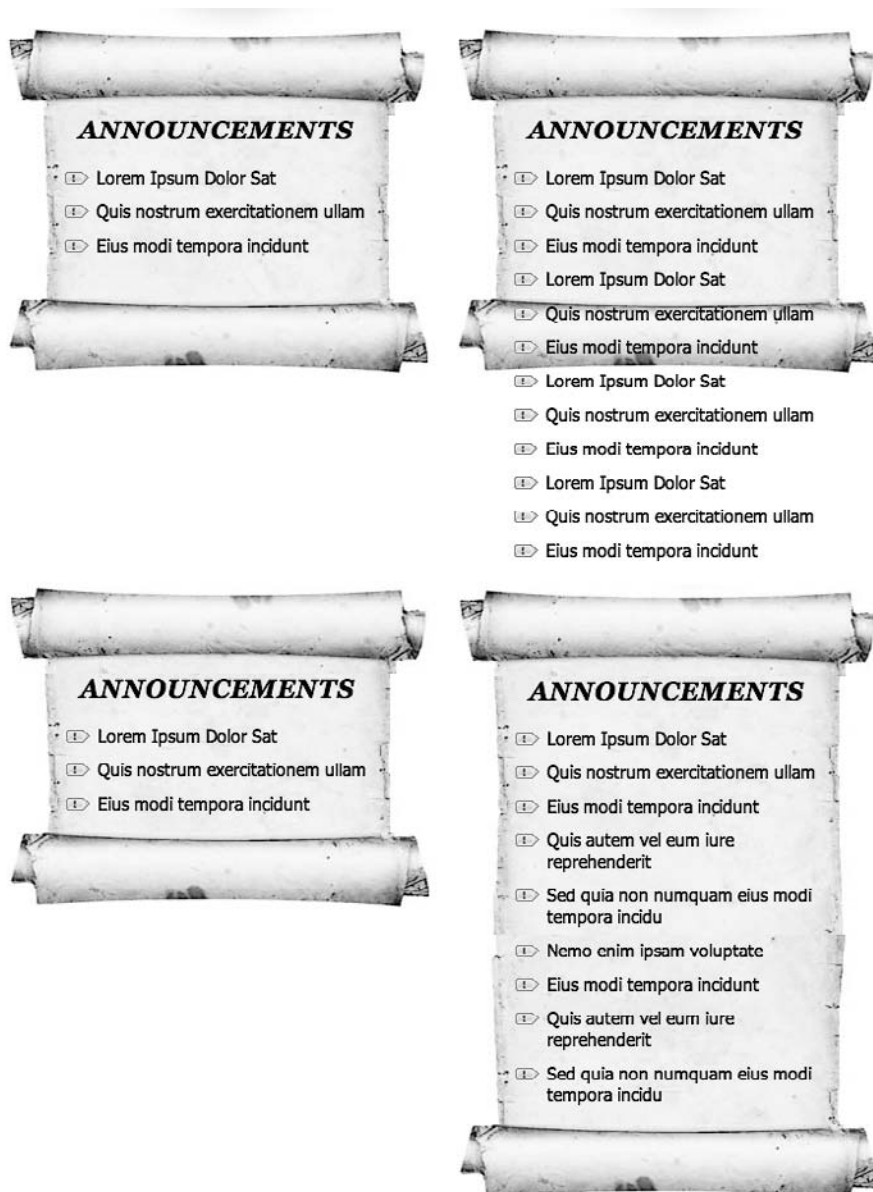 ANNOUNCEMENTS
Lorem Ipsum Dolor Sat
Quis nostrum exercitationem ullam
Eius modi tempora incidunt
ANNOUNCEMENTS
Lorem Ipsum Dolor Sat
Quis nostrum exercitationem ullam
Eius modi tempora incidunt
Lorem Ipsum Dolor Sat
Quis nostrum exercitationem ullam
Eius modi tempora incidunt
Lorem Ipsum Dolor Sat
Quis nostrum exercitationem ullam
Eius modi tempora incidunt
Lorem Ipsum Dolor Sat
Quis nostrum exercitationem ullam
Eius modi tempora incidunt
ANNOUNCEMENTS
Lorem Ipsum Dolor Sat
Quis nostrum exercitationem ullam
Eius modi tempora incidunt
ANNOUNCEMENTS
Lorem Ipsum Dolor Sat
Quis nostrum exercitationem ullam
Eius modi tempora incidunt
Quis autem vel eum iure
reprehenderit
Sed quia non numquam eius modi
tempora incidu
Nemo enim ipsam voluptate
Eius modi tempora incidunt
Quis autem vel eum iure
reprehenderit
Sed quia non numquam eius modi
tempora incidu